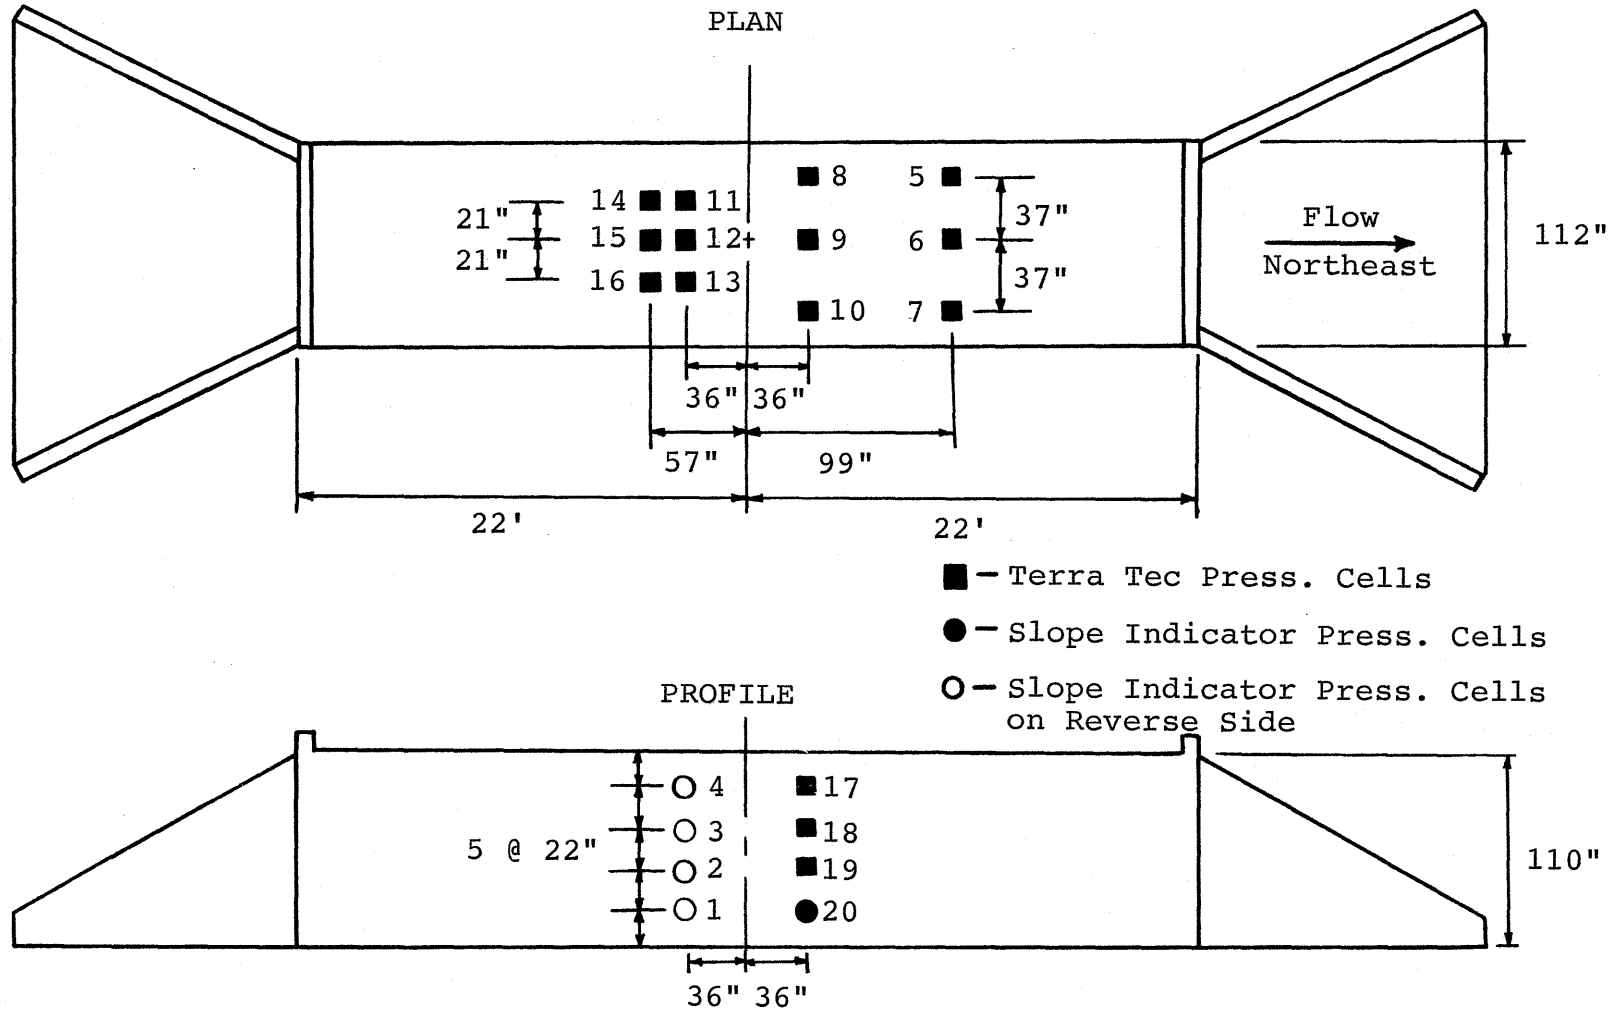 PLAN
8 5
14 11
21" 37"
Flow
15 12 9 6 112"
21" Northeast
16 13 37"
10 7
36" 36"
57" 99"
22' 22'
Terra Tec Press. Cells
Slope Indicator Press. Cells
Slope Indicator Press. Cells
on Reverse Side
PROFILE
4 17
3 18
5 @ 22"
2 19 110"
1 20
36" 36"